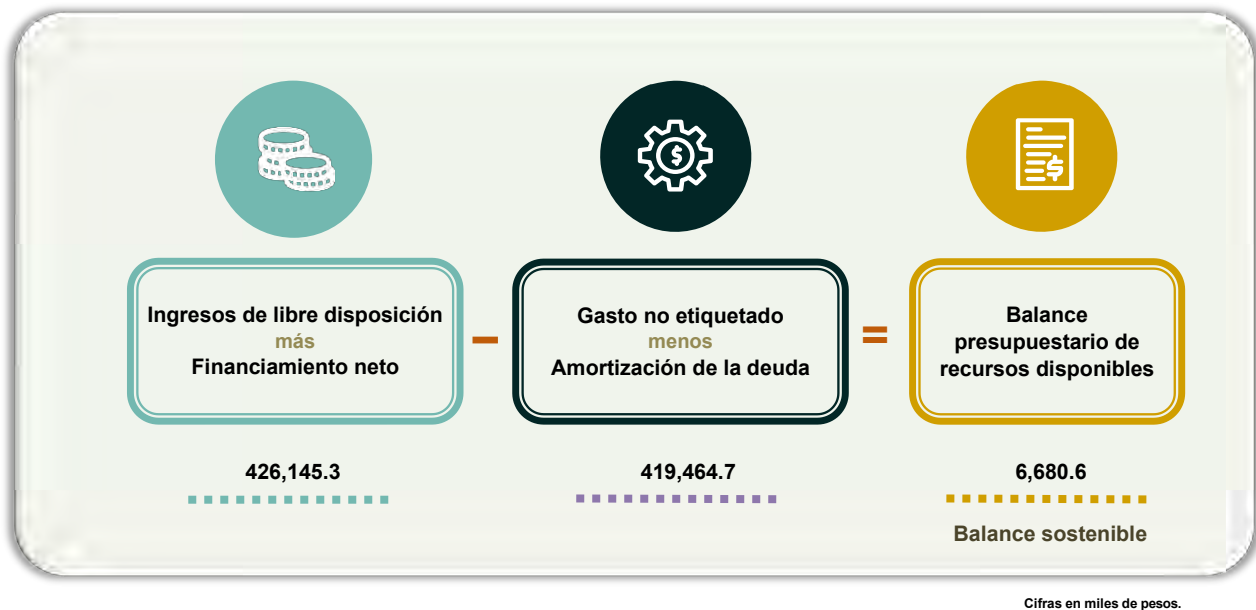 Ingresos de libre disposición
más
Financiamiento neto
−
Gasto no etiquetado
menos
Amortización de la deuda
=
Balance
presupuestario de
recursos disponibles
426,145.3
419,464.7
6,680.6
Balance sostenible
Cifras en miles de pesos.